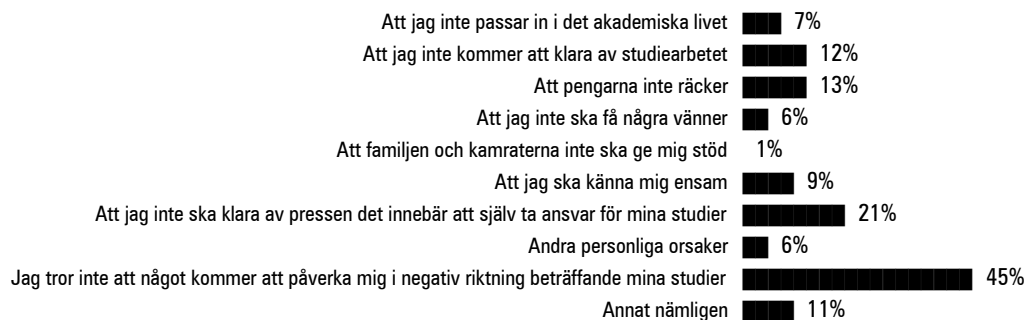 Att jag inte passar in i det akademiska livet 7%
Att jag inte kommer att klara av studiearbetet 12%
Att pengarna inte räcker 13%
Att jag inte ska få några vänner 6%
Att familjen och kamraterna inte ska ge mig stöd 1%
Att jag ska känna mig ensam 9%
Att jag inte ska klara av pressen det innebär att själv ta ansvar för mina studier 21%
Andra personliga orsaker 6%
Jag tror inte att något kommer att påverka mig i negativ riktning beträffande mina studier 45%
Annat nämligen 11%